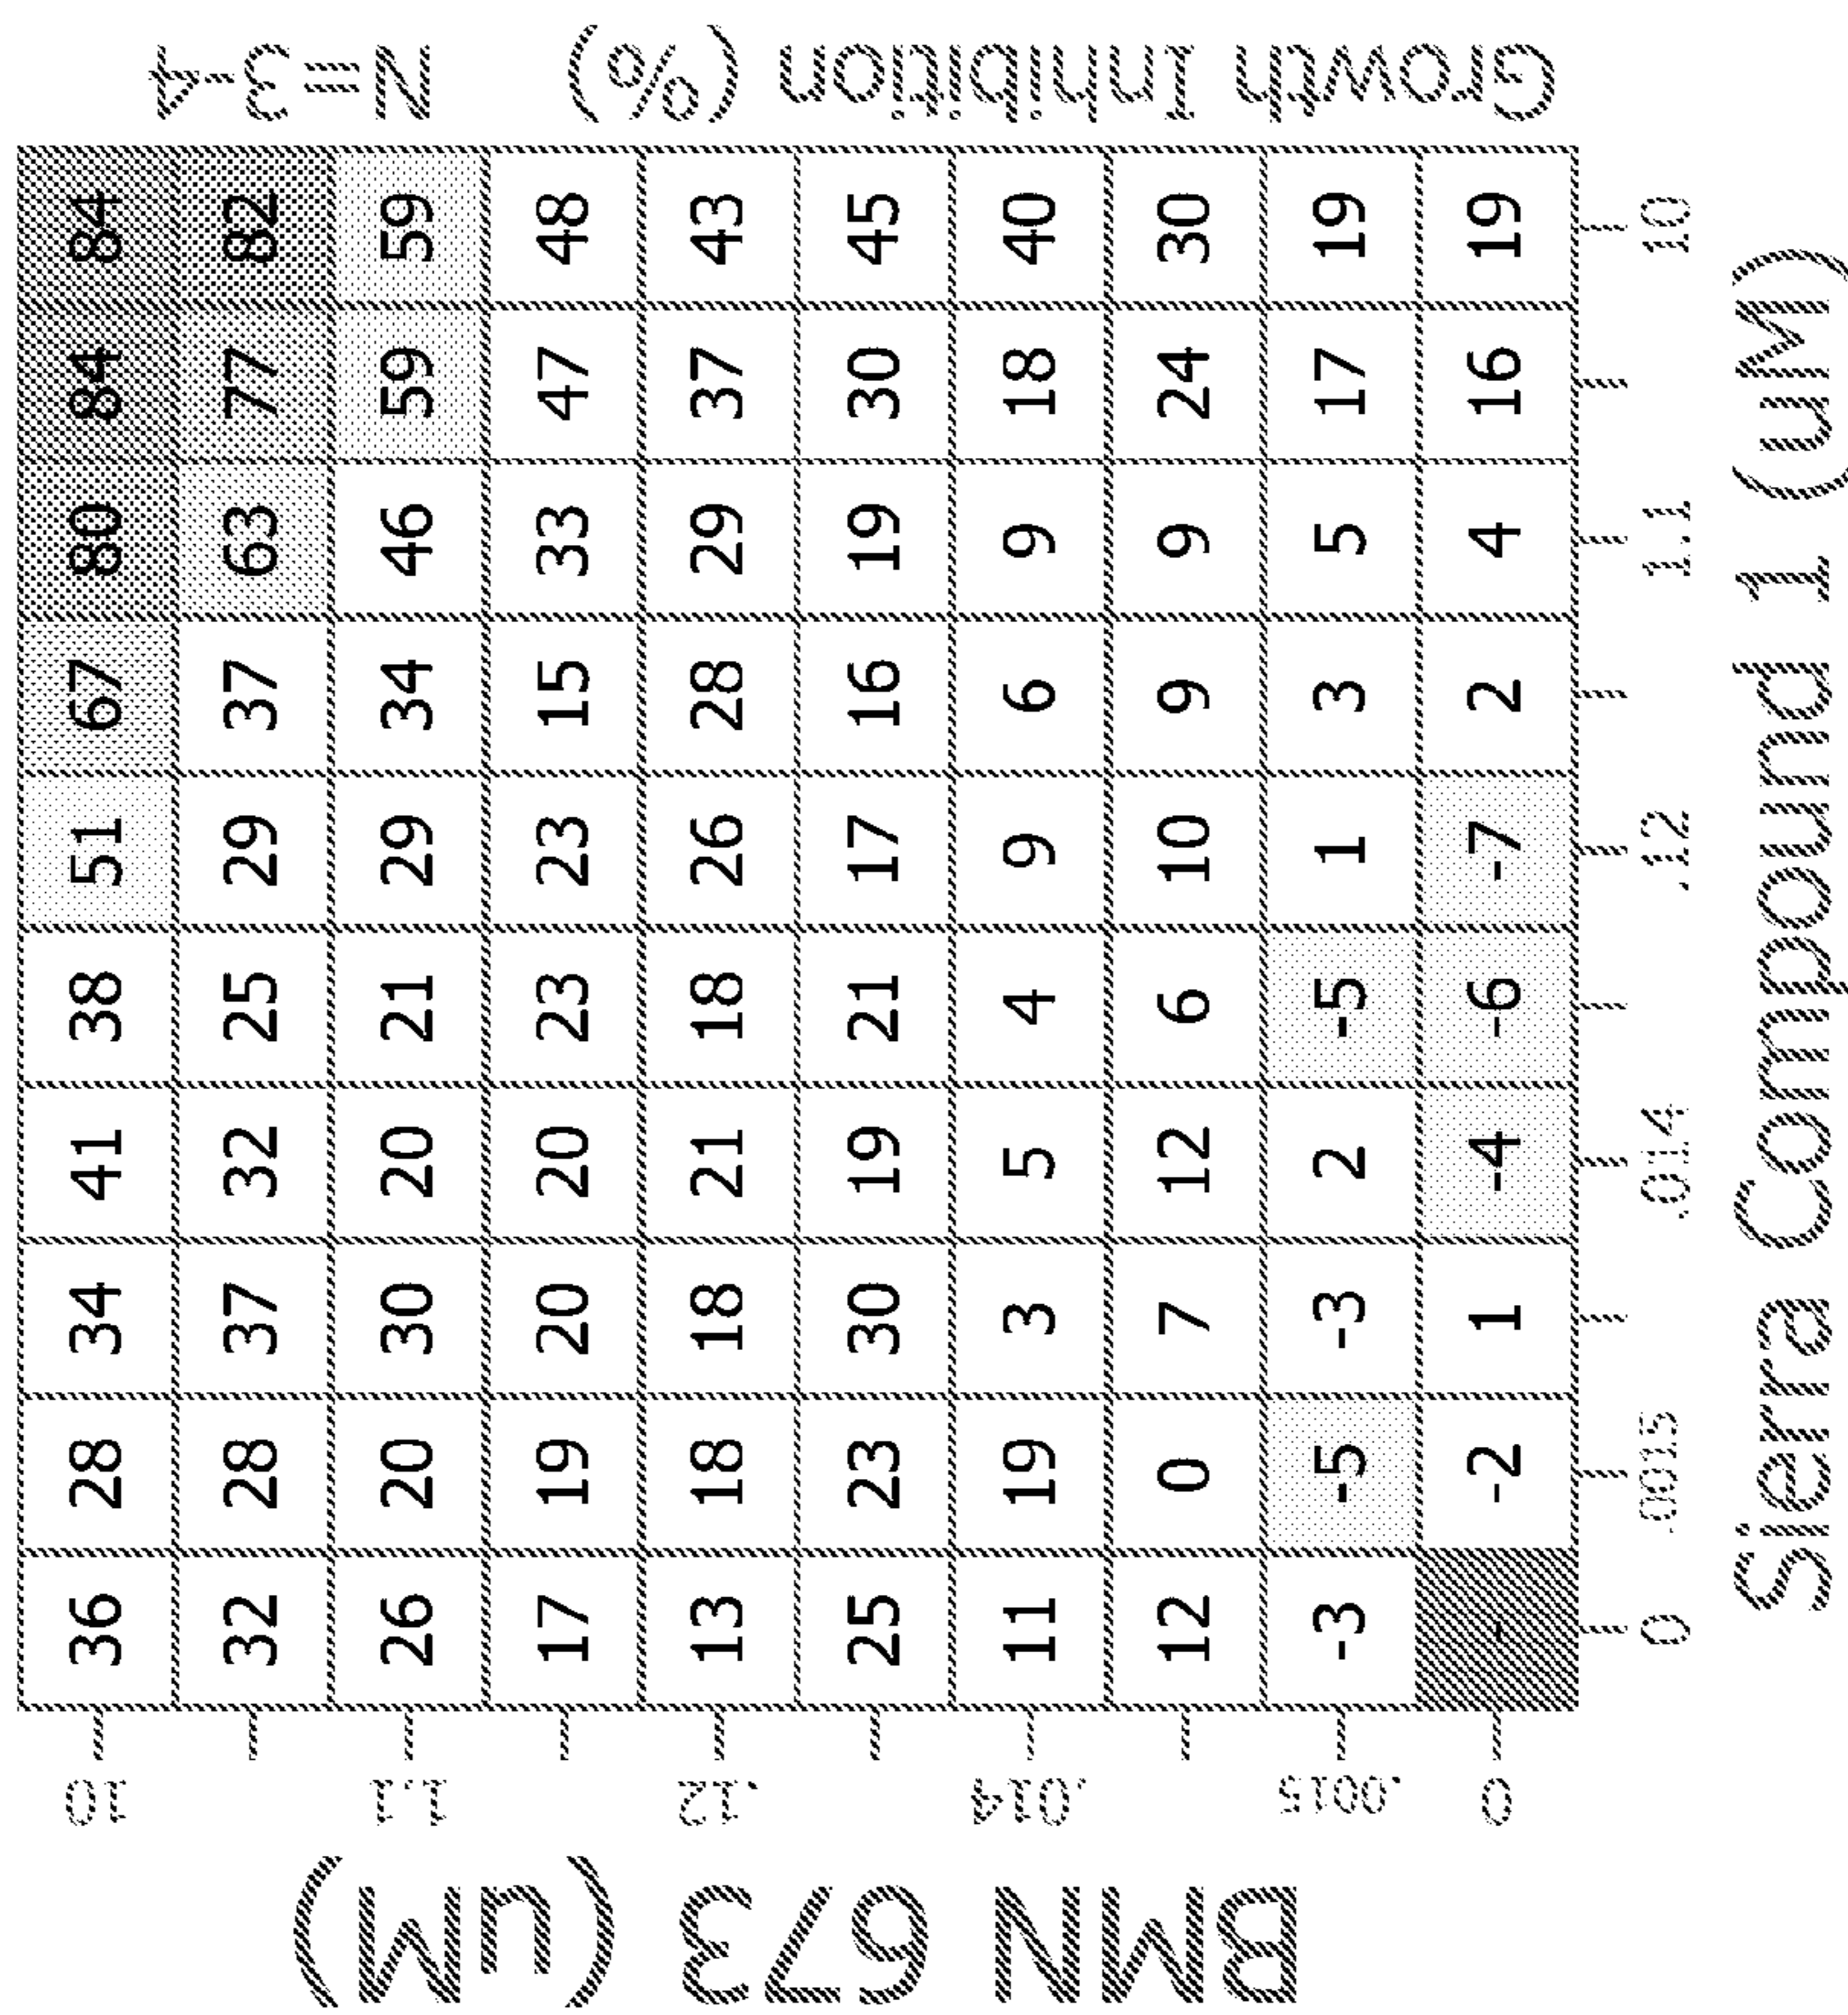 BMN 673 (uM)
10 36 28 34 41 38 51 67 80 84 84
32 28 37 32 25 29 37 63 77 82
1.1 26 20 30 20 21 29 34 46 59 59
17 19 20 20 23 23 15 33 47 48
.12 13 18 18 21 18 26 28 29 37 43
25 23 30 19 21 17 16 19 30 45
.014 11 19 3 5 4 9 6 9 18 40
12 0 7 12 6 10 9 9 24 30
.0015 -3 -5 -3 2 -5 1 3 5 17 19
0 - -2 1 -4 -6 -7 2 4 16 19
0 .0015 .014 .12 1.1 10
Sierra Compound 1 (uM)
Growth Inhibition (%) N=3-4